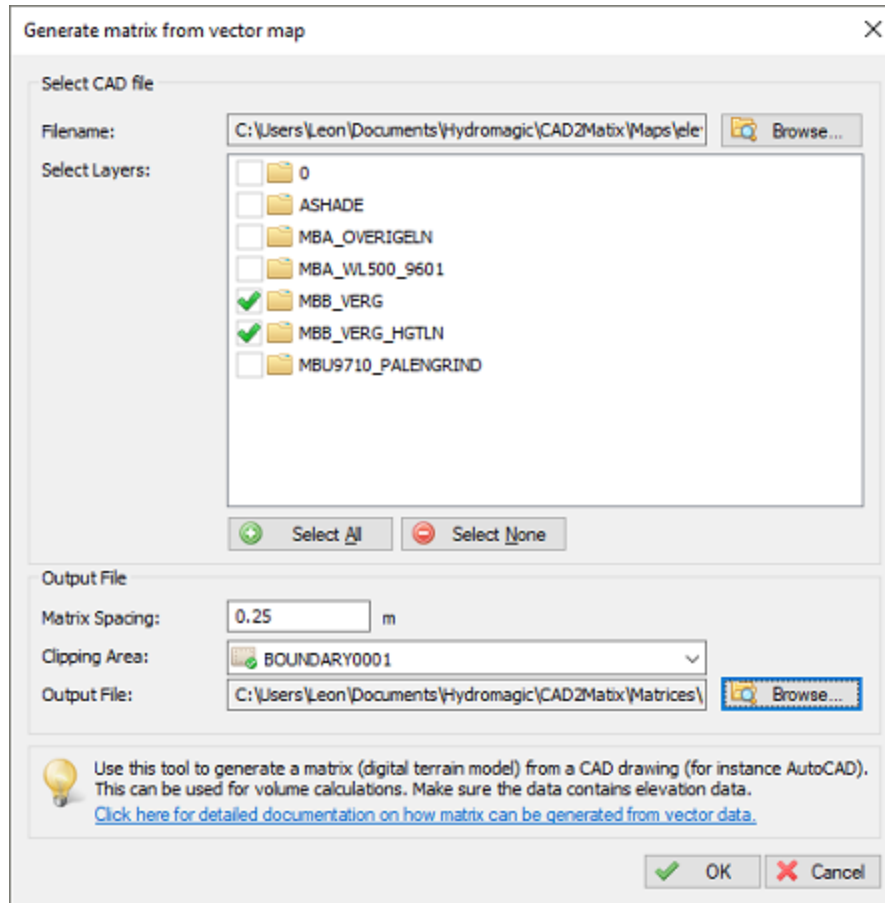 Generate matrix from vector map
Select CAD file
Filename: C:\Users\Leon\Documents\Hydromagic\CAD2Matix\Maps\ele Browse...
Select Layers:
0
ASHADE
MBA_OVERIGELN
MBA_WL500_9601
MBB_VERG
MBB_VERG_HGTLN
MBU9710_PALENGRIND
Select All Select None
Output File
Matrix Spacing: 0.25 m
Clipping Area: BOUNDARY0001
Output File: C:\Users\Leon\Documents\Hydromagic\CAD2Matix\Matrices\ Browse...
Use this tool to generate a matrix (digital terrain model) from a CAD drawing (for instance AutoCAD).
This can be used for volume calculations. Make sure the data contains elevation data.
Click here for detailed documentation on how matrix can be generated from vector data.
OK Cancel